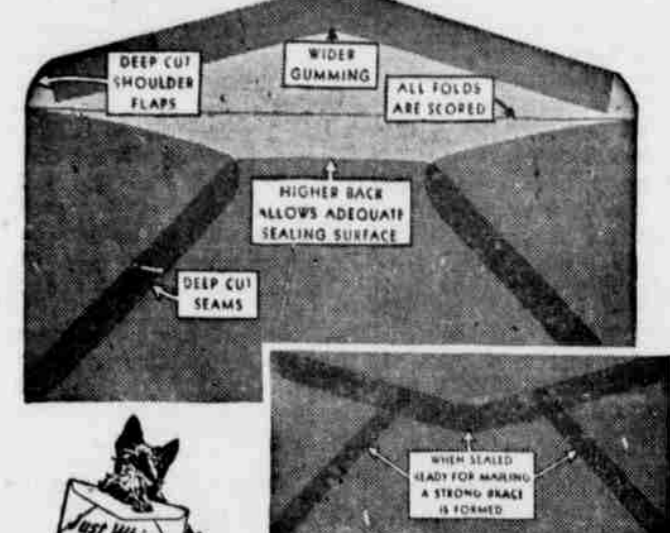 DEEP CUT
SHOULDER
FLAPS
WIDER
GUMMING
ALL FOLDS
ARE SCORED
HIGHER BACK
ALLOWS ADEQUATE
SEALING SURFACE
DEEP CUT
SEAMS
WHEN SEALED
READY FOR MAILING
A STRONG BRACE
IS FORMED
Just